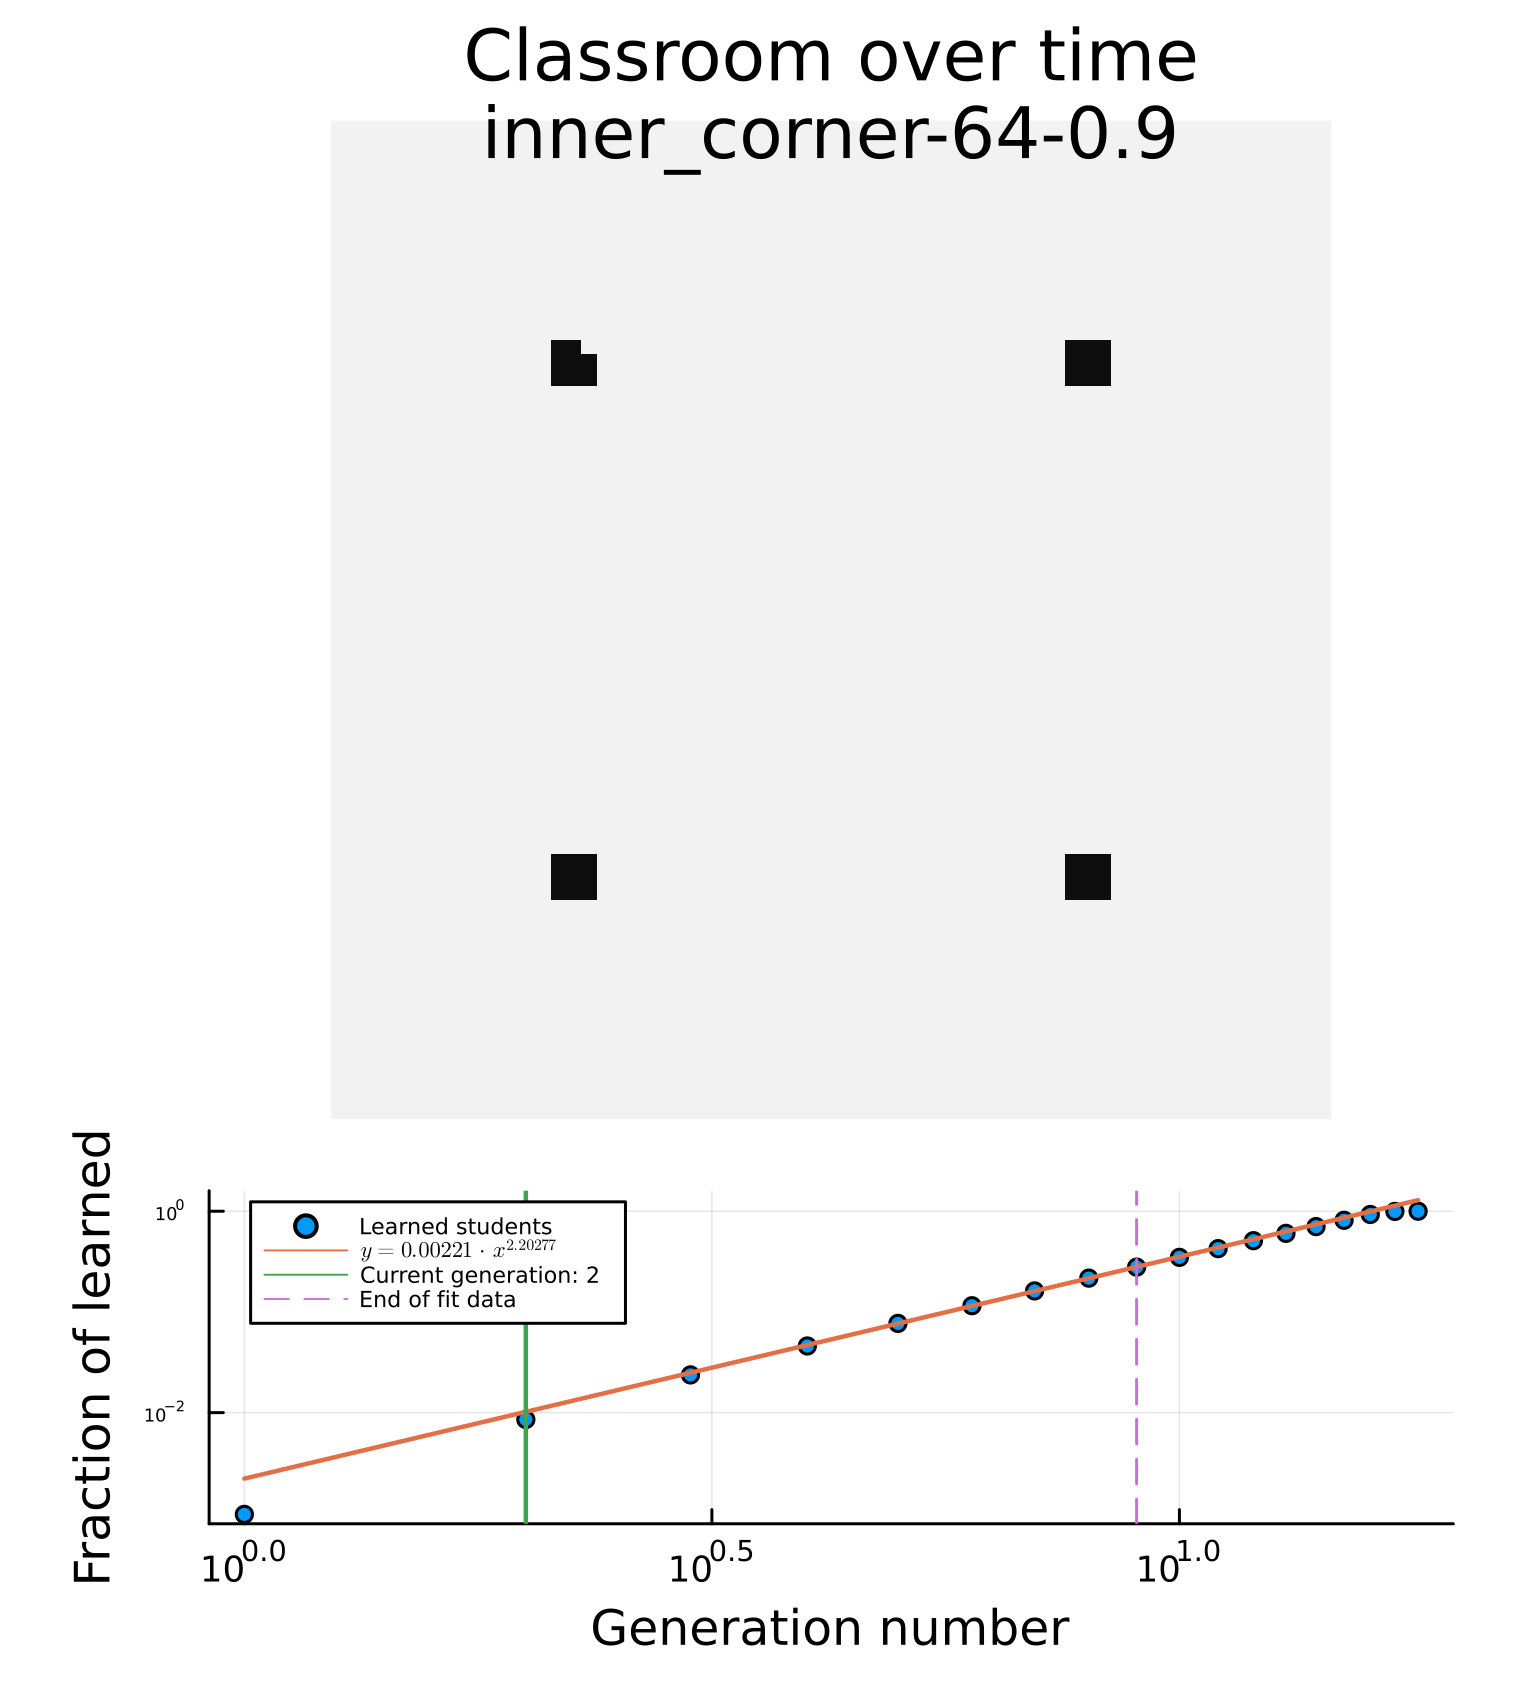 Classroom over time
inner_corner-64-0.9
Fraction of learned
10^0
10^-2
Learned students
y = 0.00221 · x^2.20277
Current generation: 2
End of fit data
10^0.0
10^0.5
10^1.0
Generation number